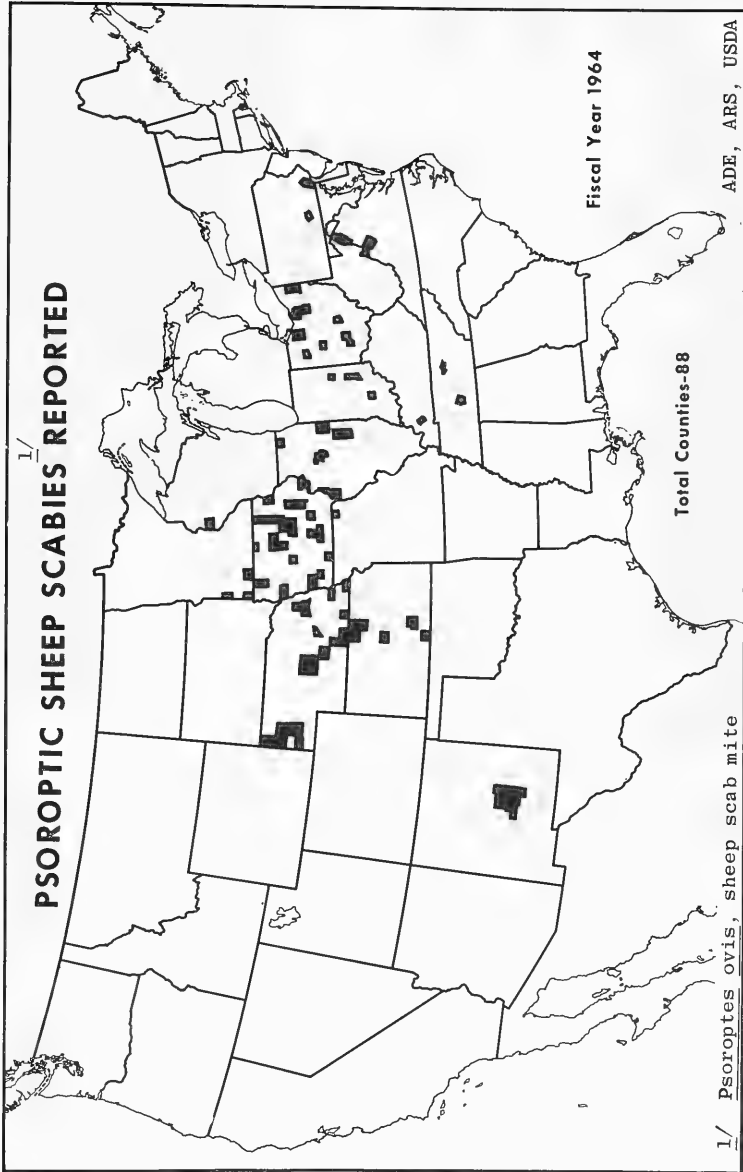 PSOROPTIC SHEEP SCABIES REPORTED 1/
Fiscal Year 1964
Total Counties-88
1/ Psoroptes ovis, sheep scab mite
ADE, ARS, USDA